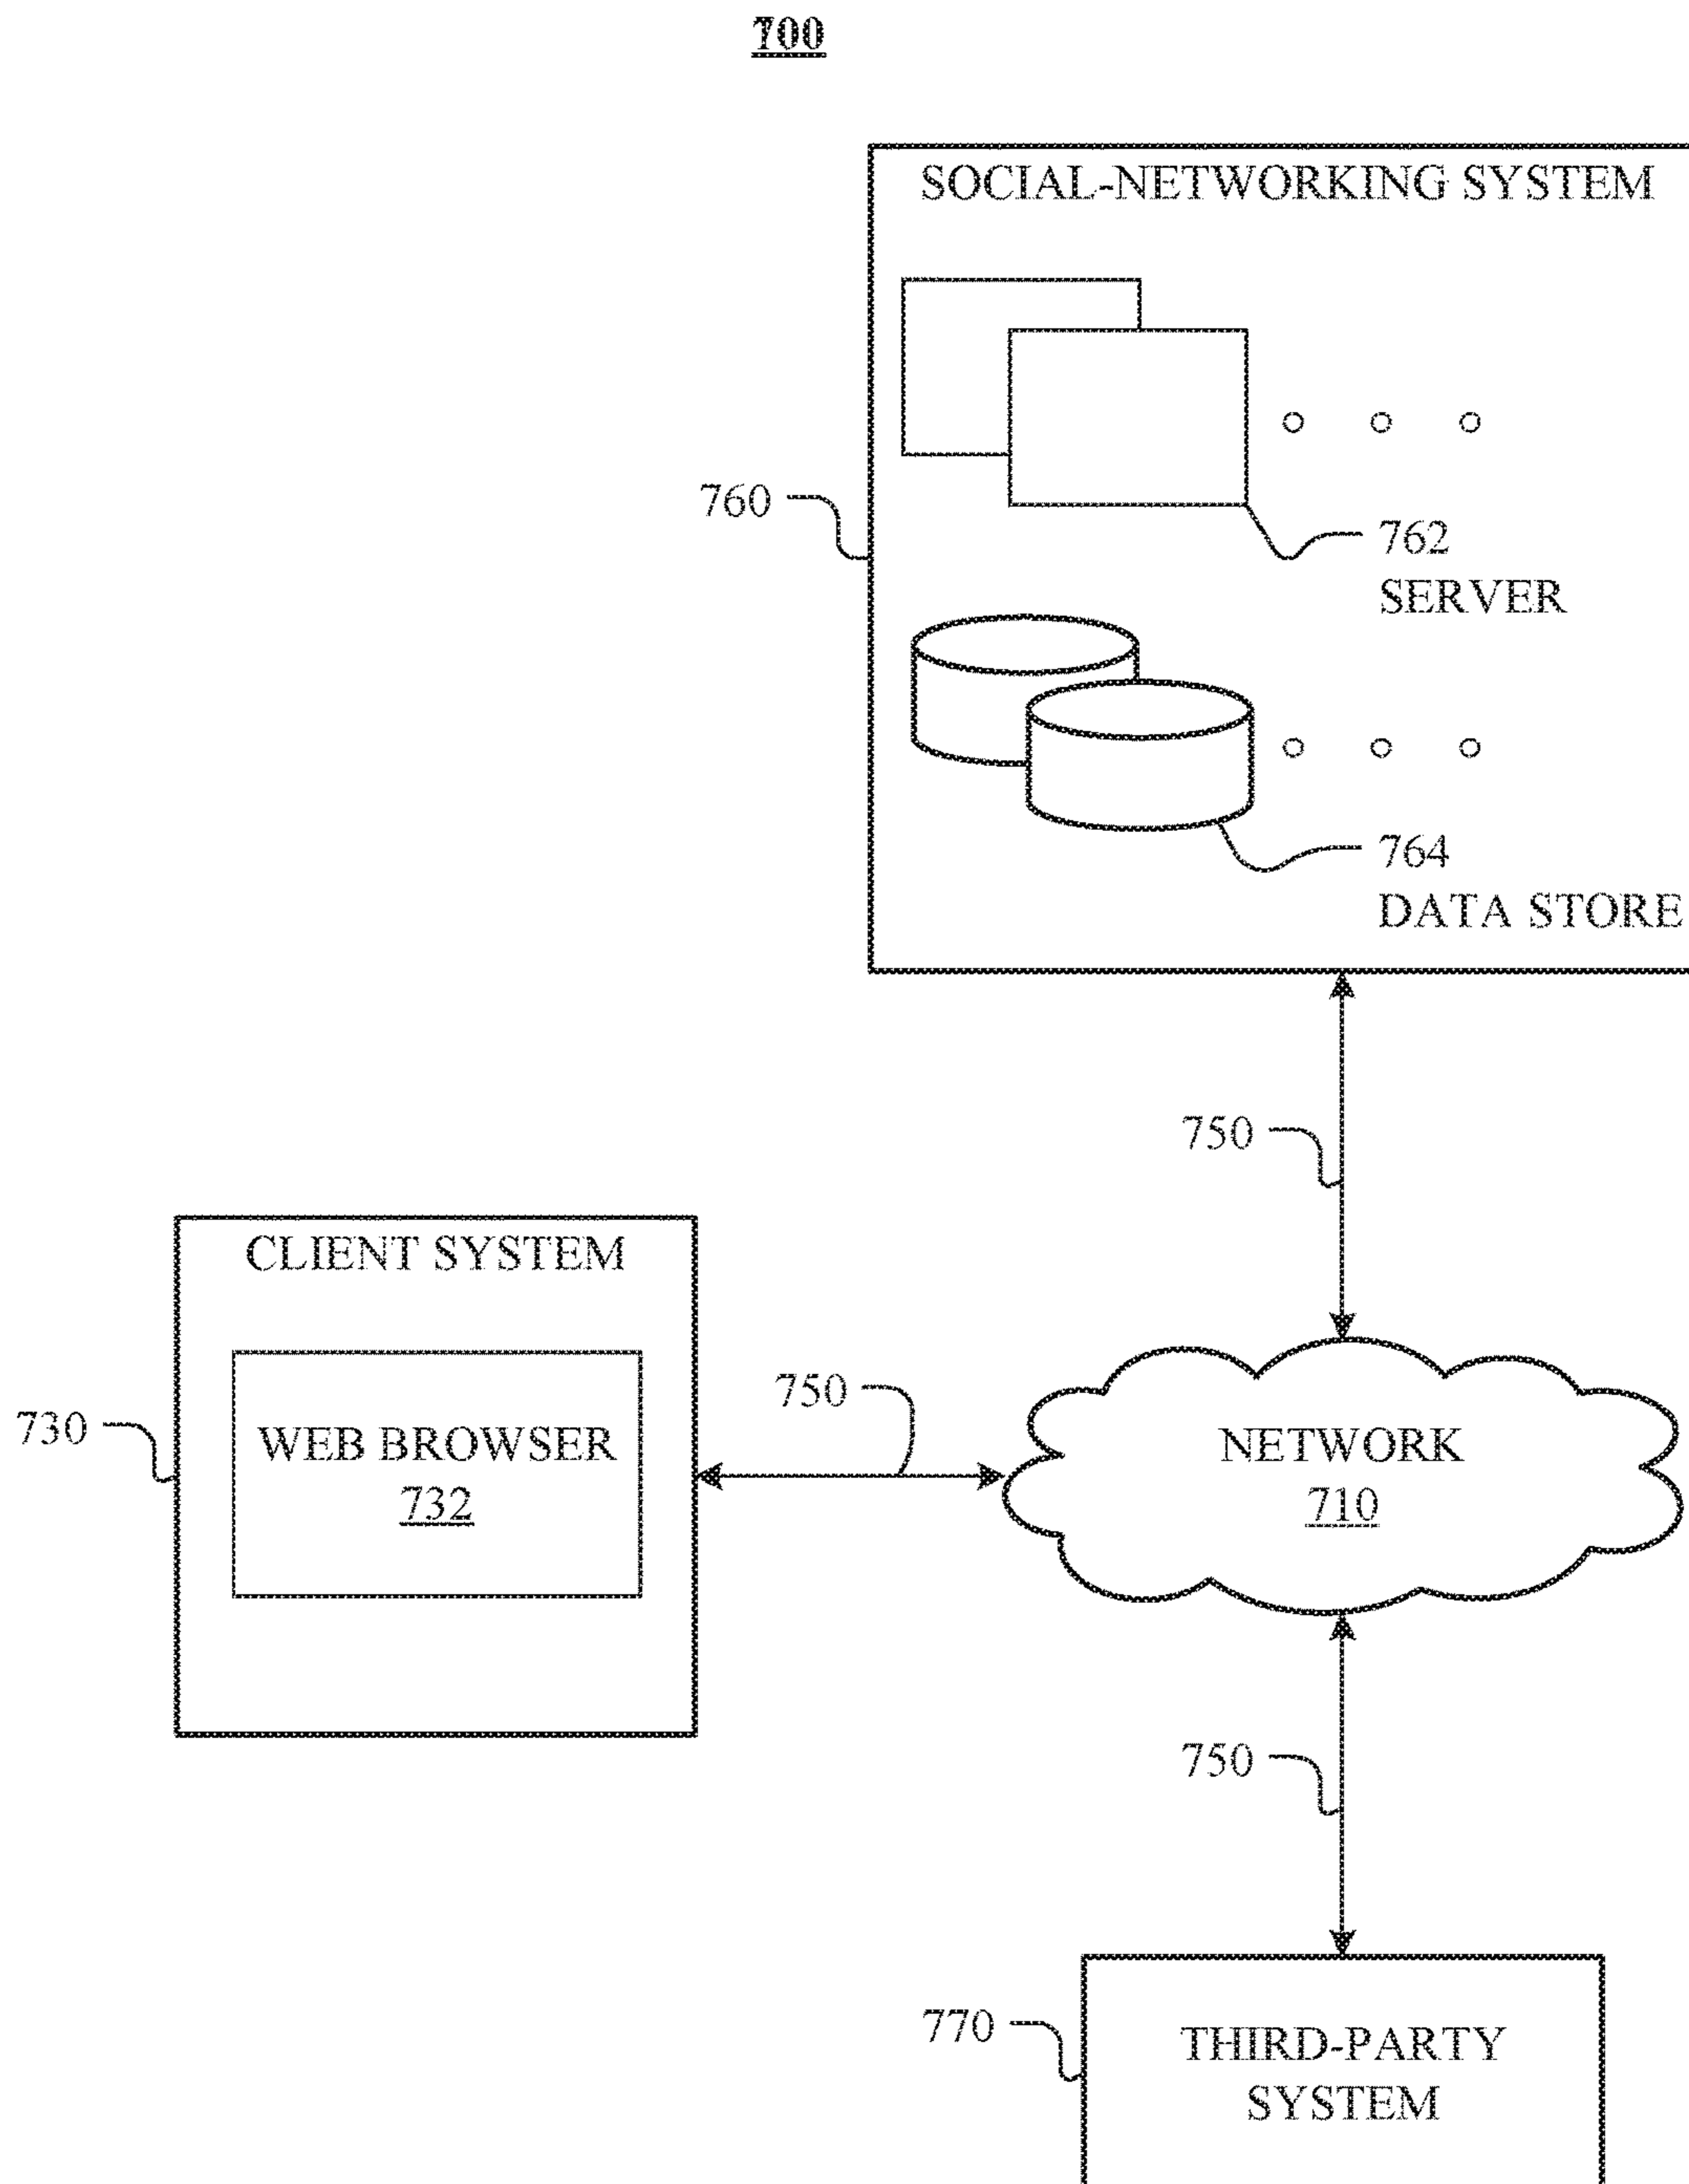 700
SOCIAL-NETWORKING SYSTEM
760
762
SERVER
764
DATA STORE
750
CLIENT SYSTEM
730
WEB BROWSER
732
750
NETWORK
710
750
770
THIRD-PARTY
SYSTEM